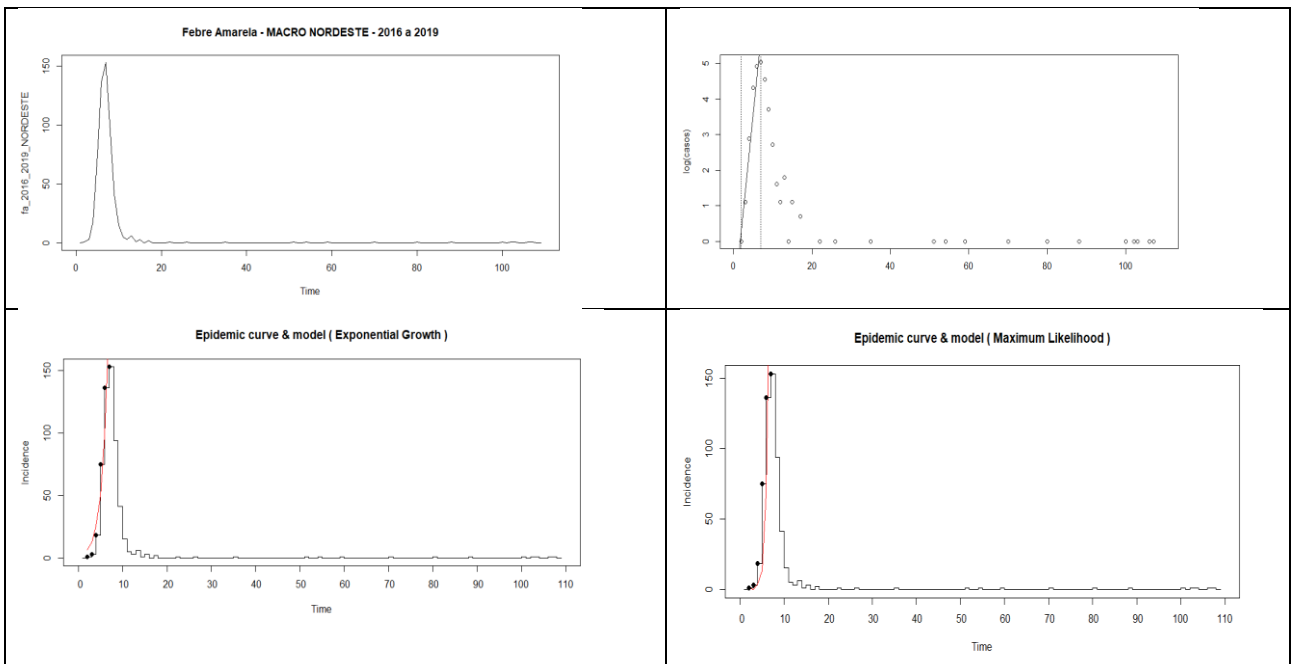 Febre Amarela - MACRO NORDESTE - 2016 a 2019
fa_2016_2019_NORDESTE
0 50 100 150
0 20 40 60 80 100
Time
log(casos)
0 1 2 3 4 5
0 20 40 60 80 100
Epidemic curve & model ( Exponential Growth )
Incidence
0 50 100 150
0 10 20 30 40 50 60 70 80 90 100 110
Time
Epidemic curve & model ( Maximum Likelihood )
Incidence
0 50 100 150
0 10 20 30 40 50 60 70 80 90 100 110
Time